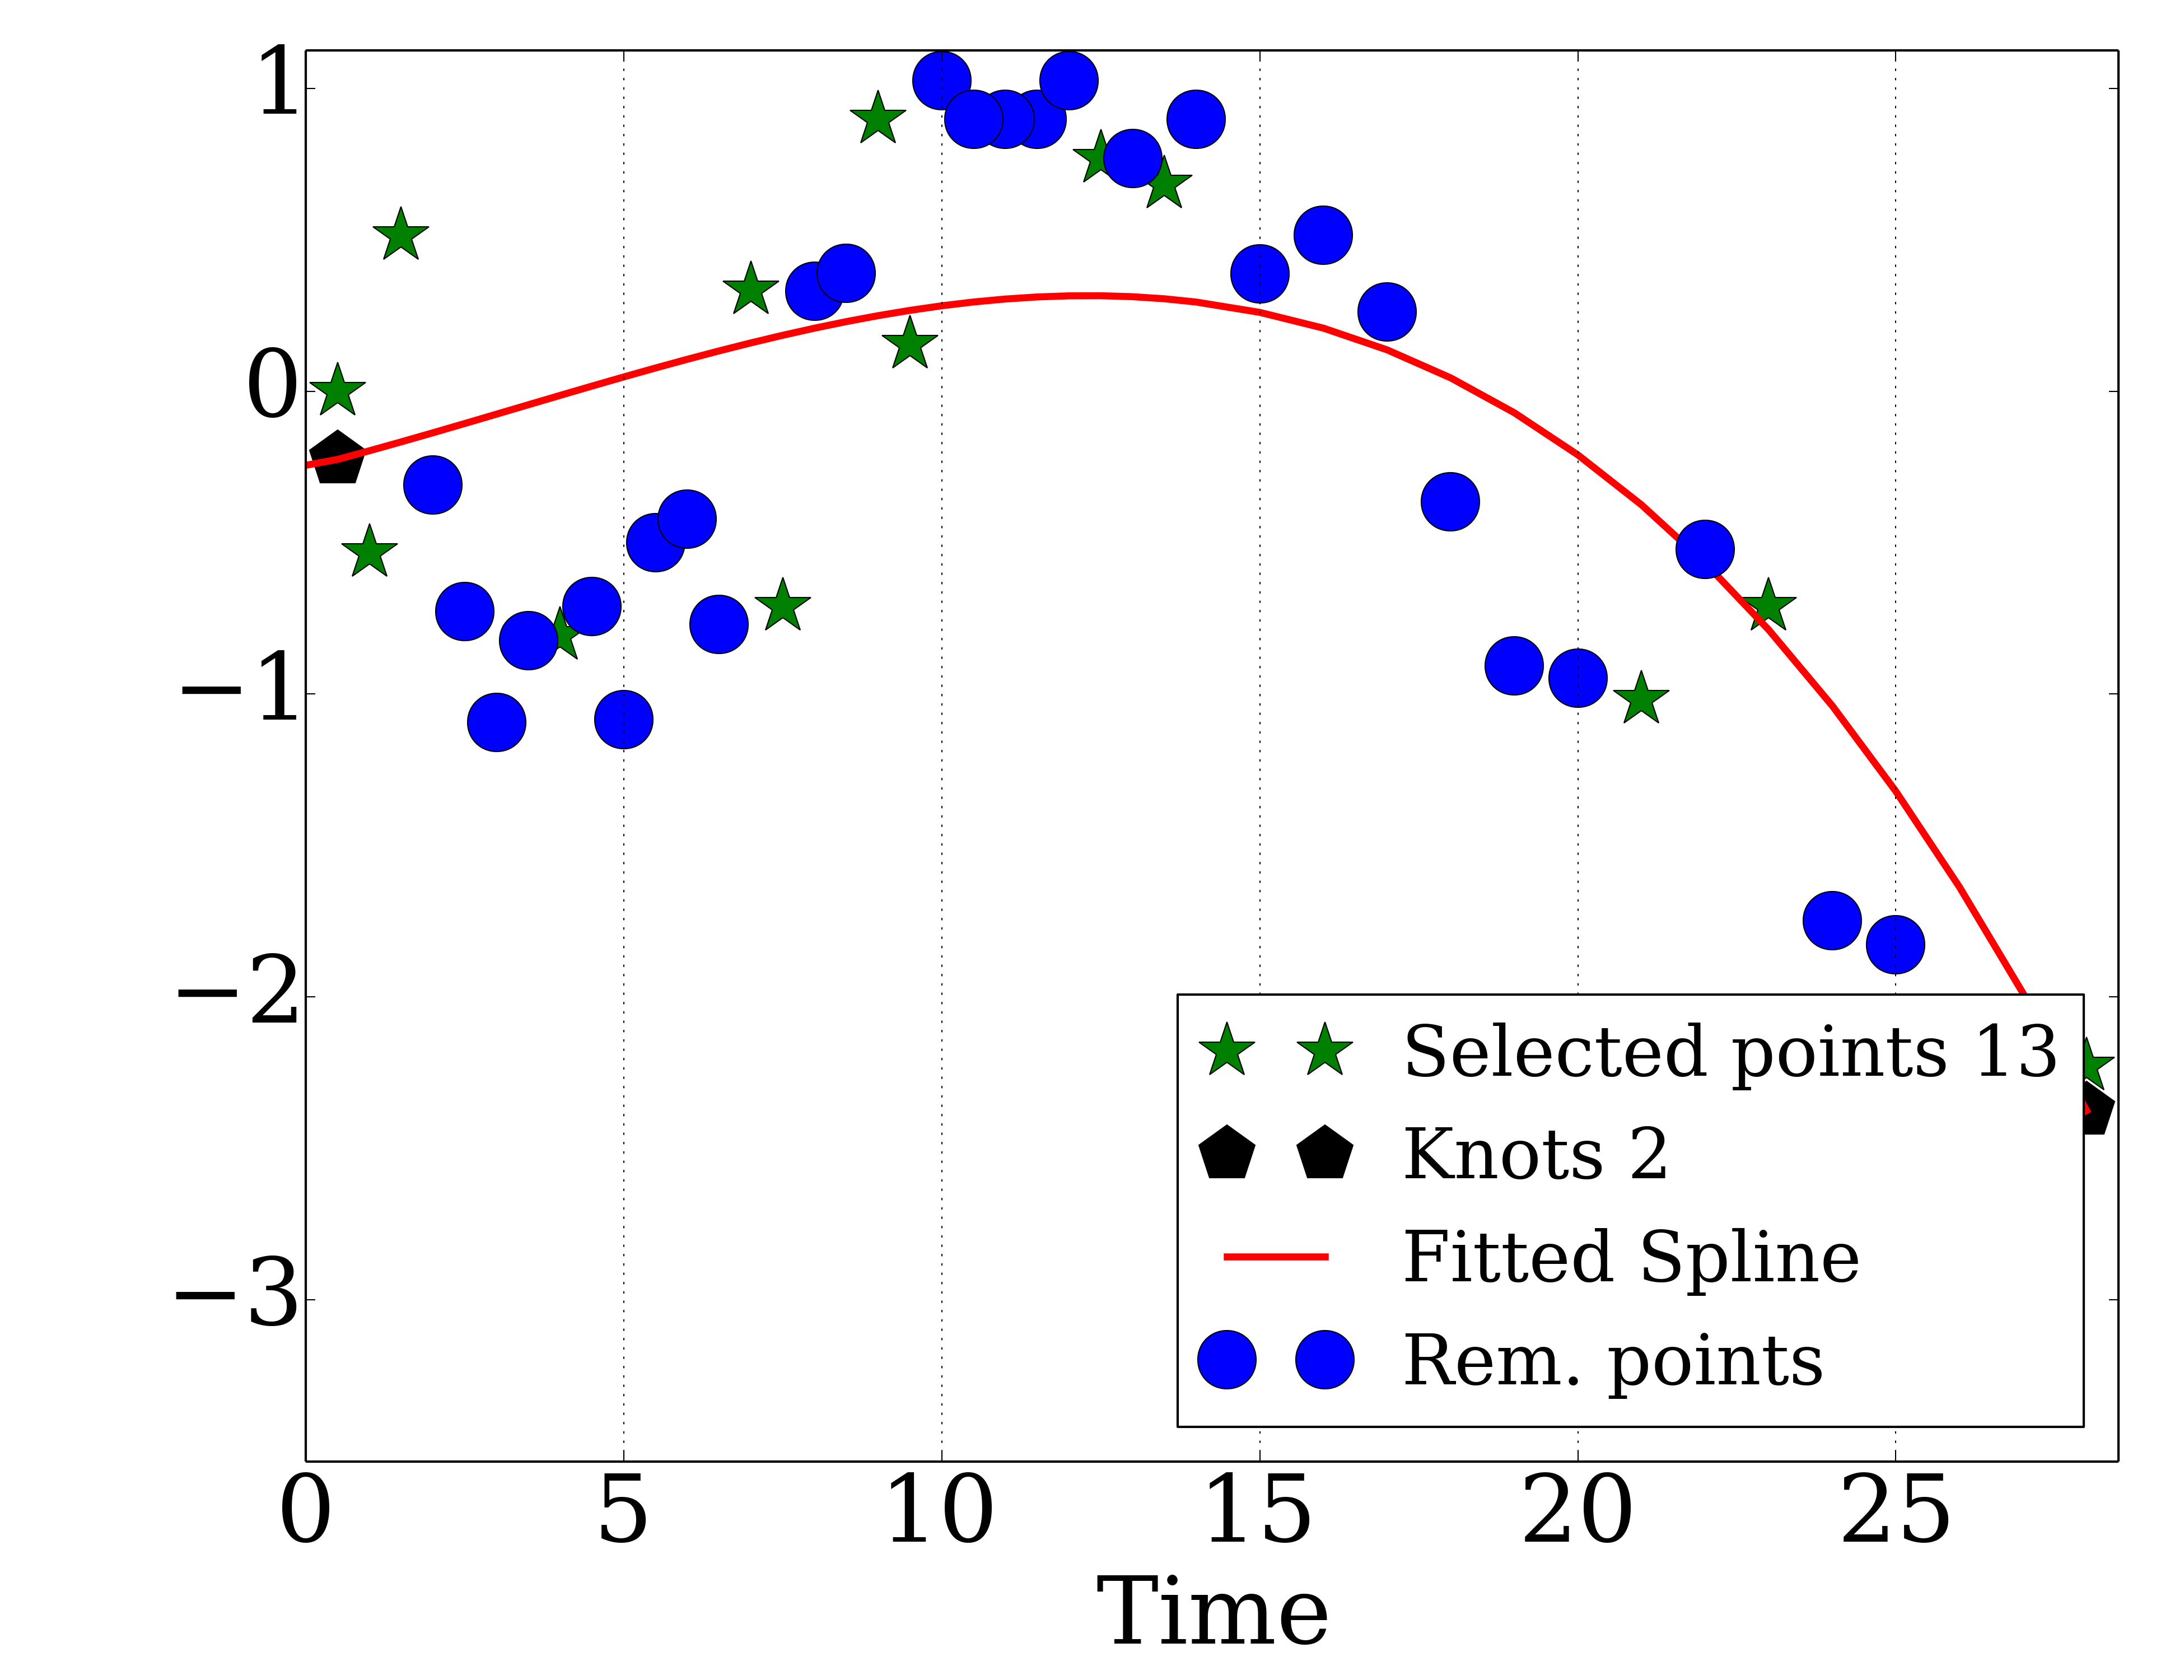 1
0
−1
−2
−3
Selected points 13
Knots 2
Fitted Spline
Rem. points
0 5 10 15 20 25
Time